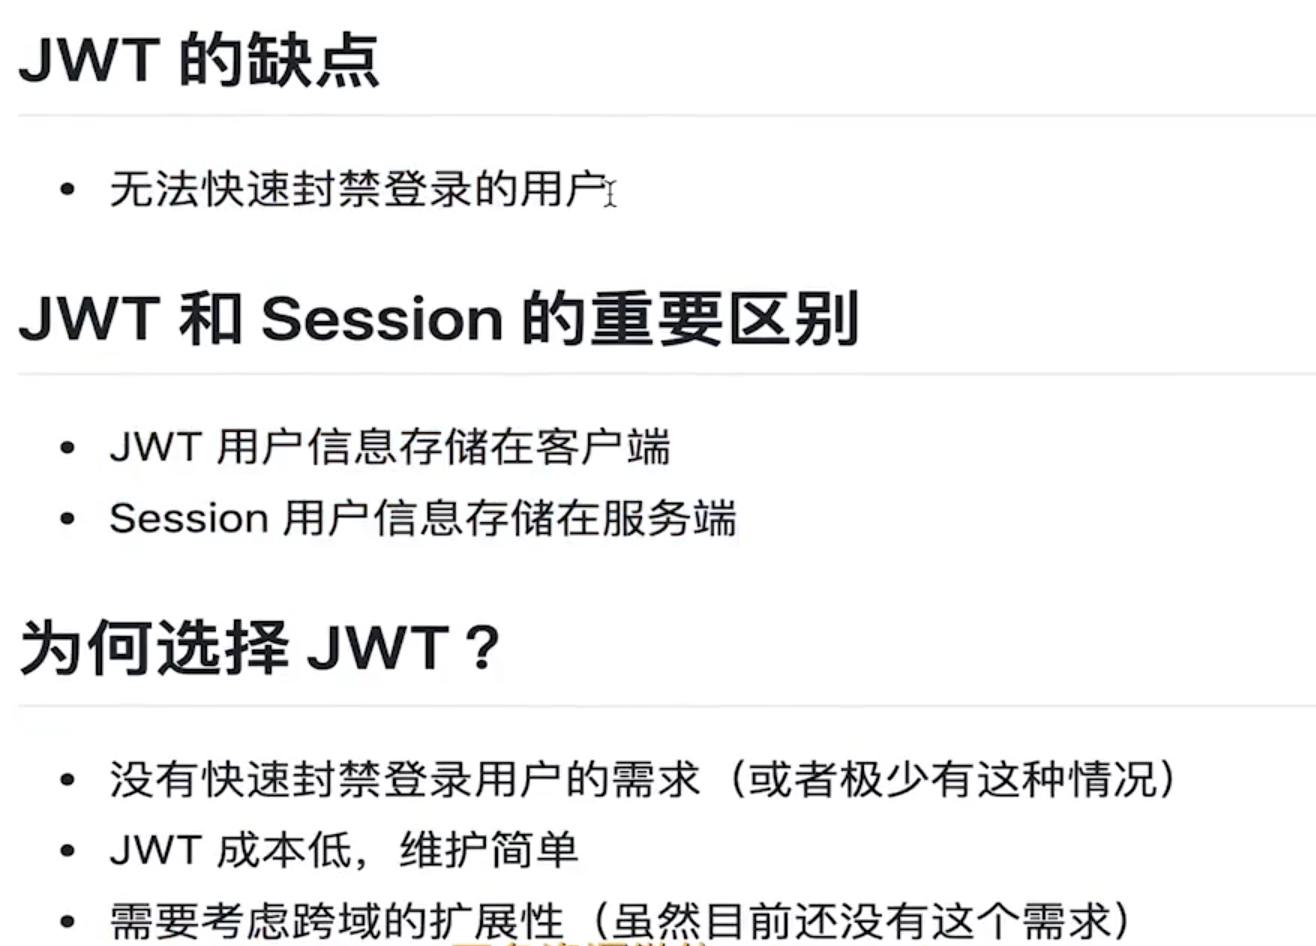 JWT 的缺点
• 无法快速封禁登录的用户
JWT 和 Session 的重要区别
• JWT 用户信息存储在客户端
• Session 用户信息存储在服务端
为何选择 JWT？
• 没有快速封禁登录用户的需求（或者极少有这种情况）
• JWT 成本低，维护简单
• 需要考虑跨域的扩展性（虽然目前还没有这个需求）